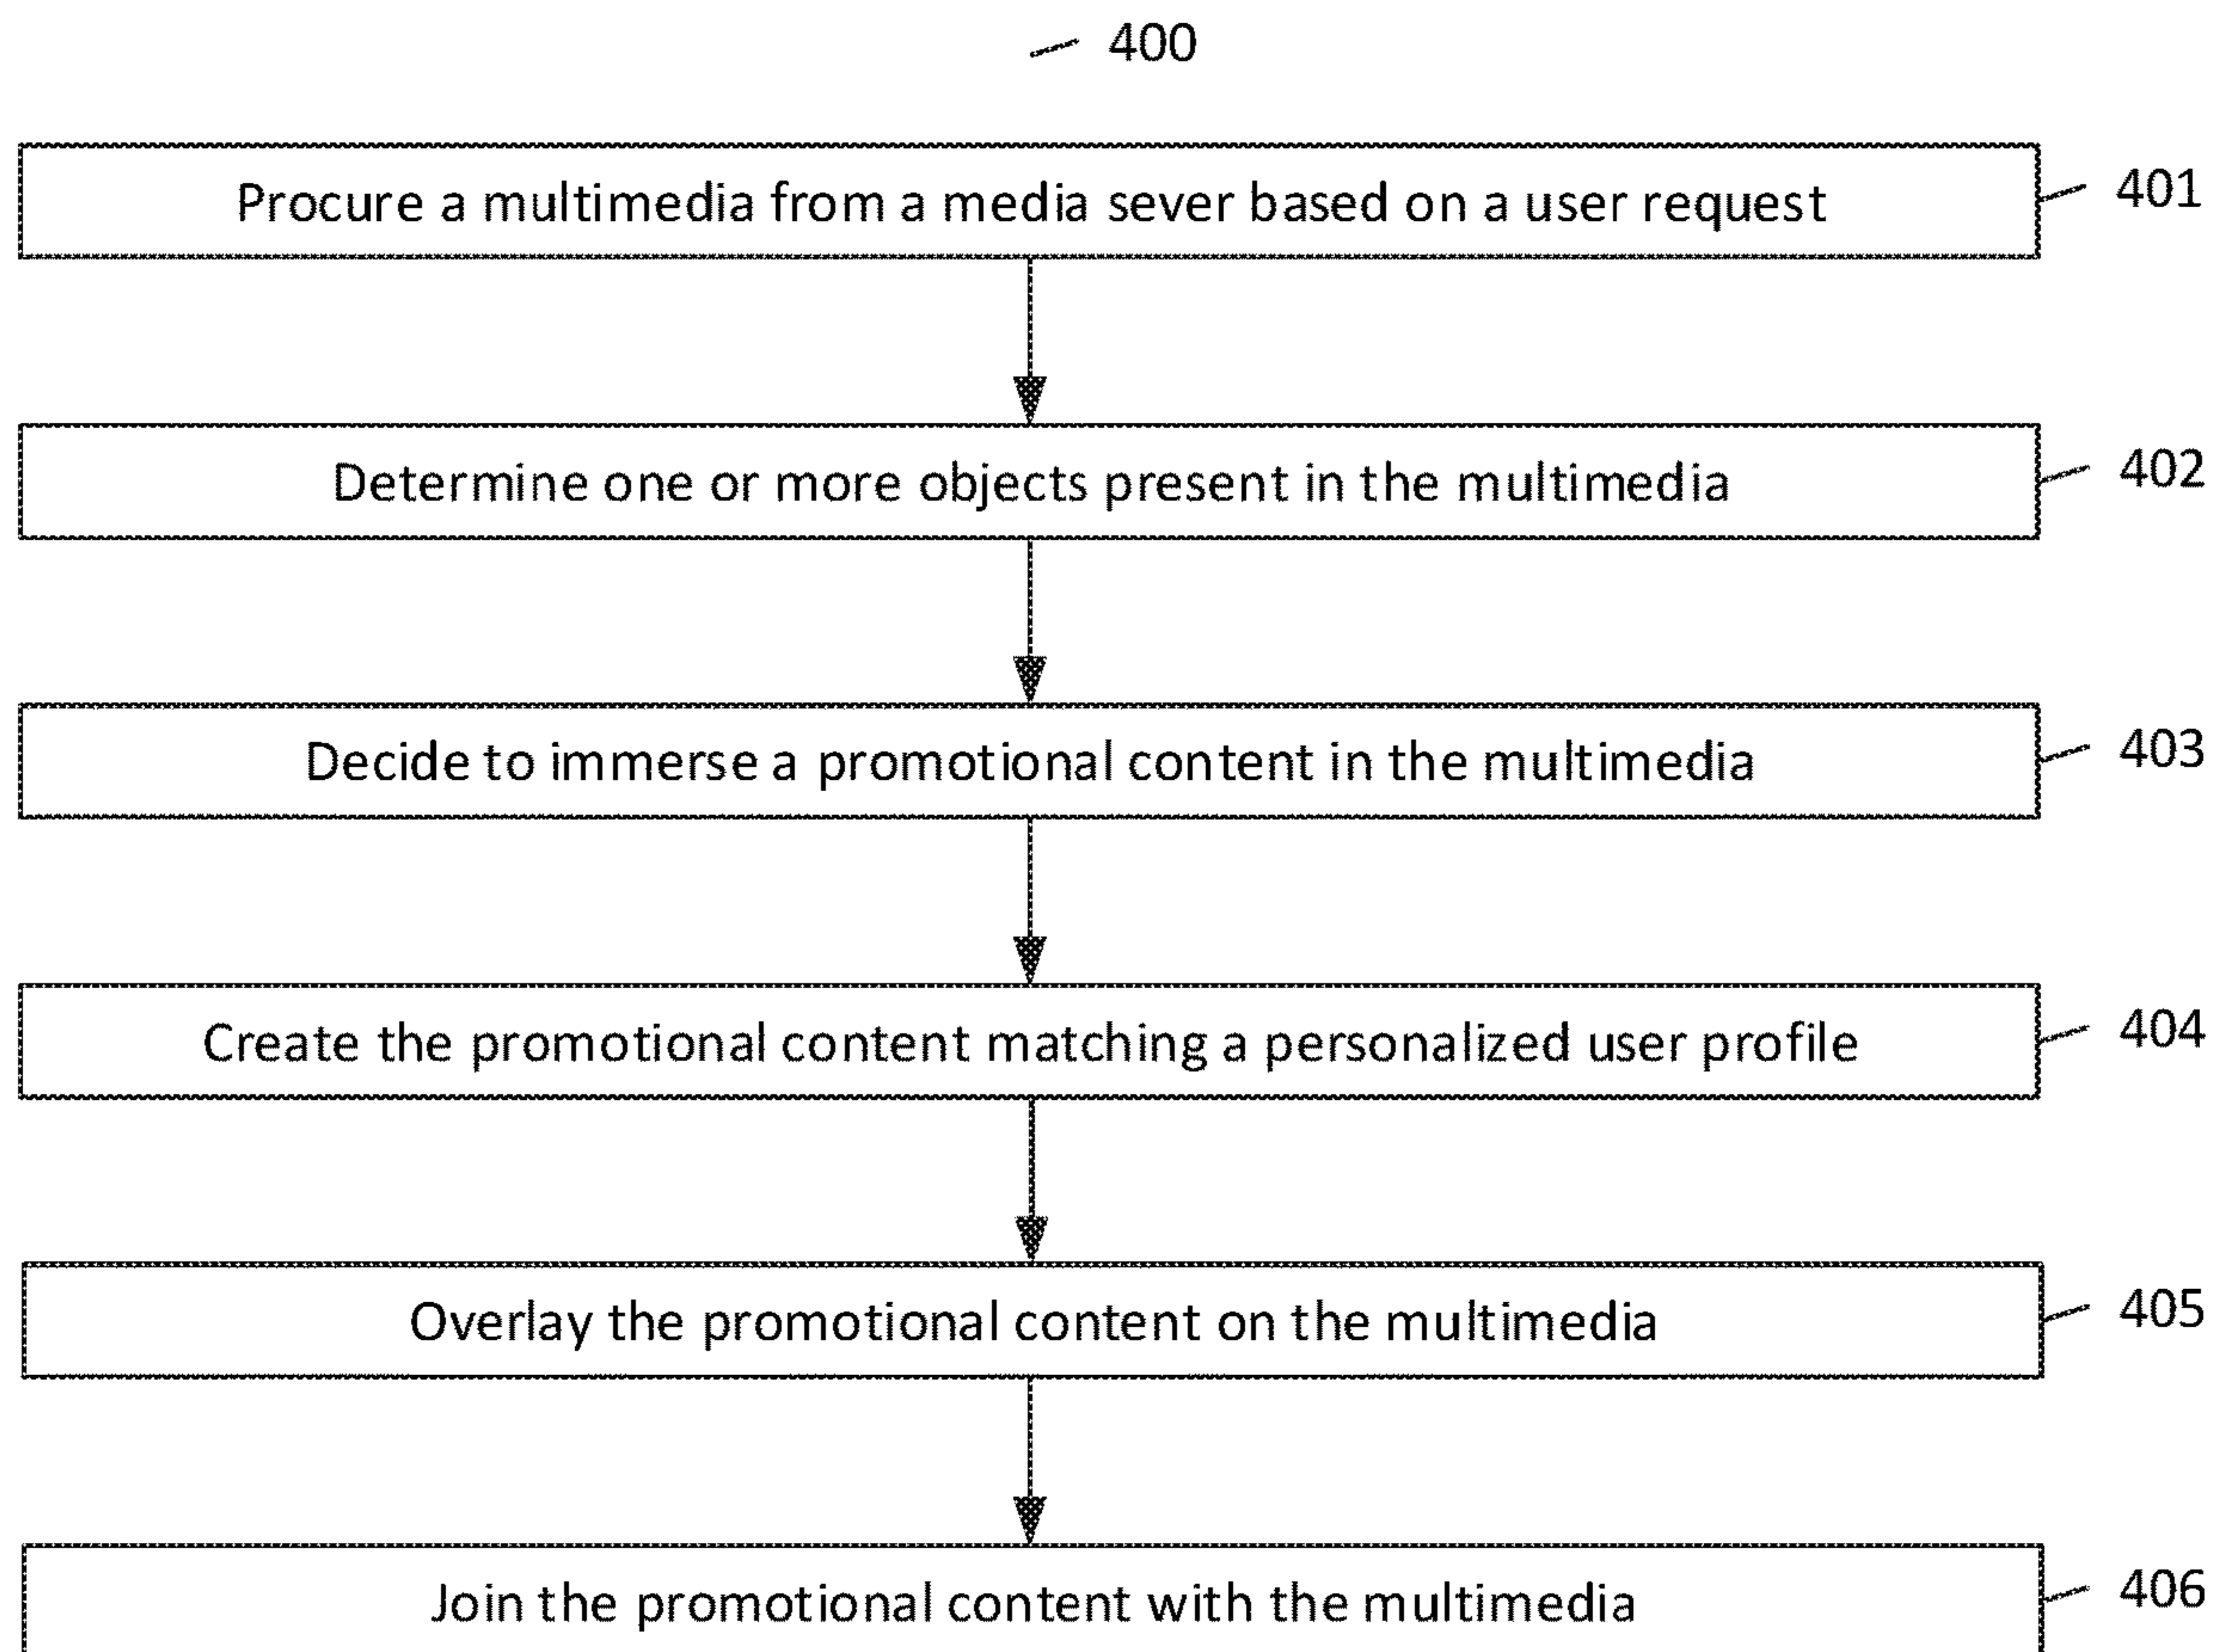 400
Procure a multimedia from a media sever based on a user request
401
Determine one or more objects present in the multimedia
402
Decide to immerse a promotional content in the multimedia
403
Create the promotional content matching a personalized user profile
404
Overlay the promotional content on the multimedia
405
Join the promotional content with the multimedia
406